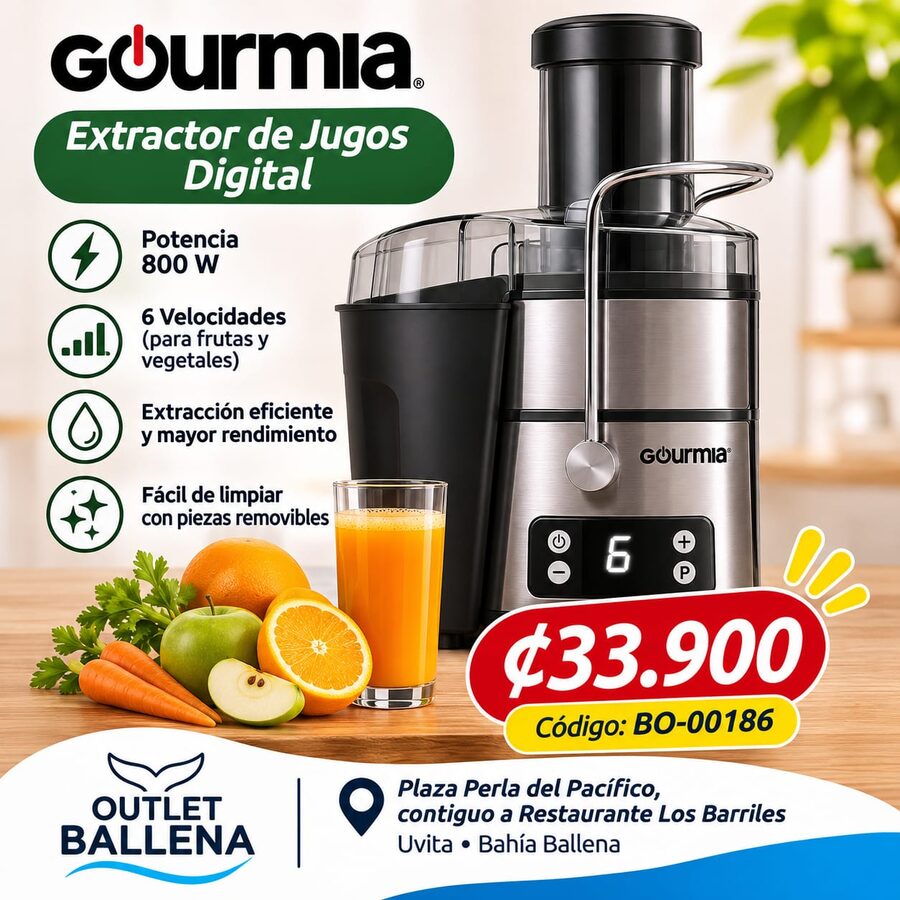 GOURMIA®
Extractor de Jugos
Digital
Potencia
800 W
6 Velocidades
(para frutas y
vegetales)
Extracción eficiente
y mayor rendimiento
Fácil de limpiar
con piezas removibles
GOURMIA®
6
+
−
P
₡33.900
Código: BO-00186
OUTLET
BALLENA
Plaza Perla del Pacífico,
contiguo a Restaurante Los Barriles
Uvita • Bahía Ballena